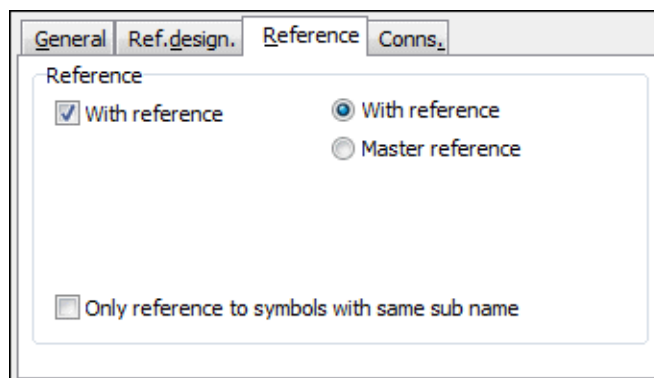 General Ref.design. Reference Conns.
Reference
With reference With reference
Master reference
Only reference to symbols with same sub name